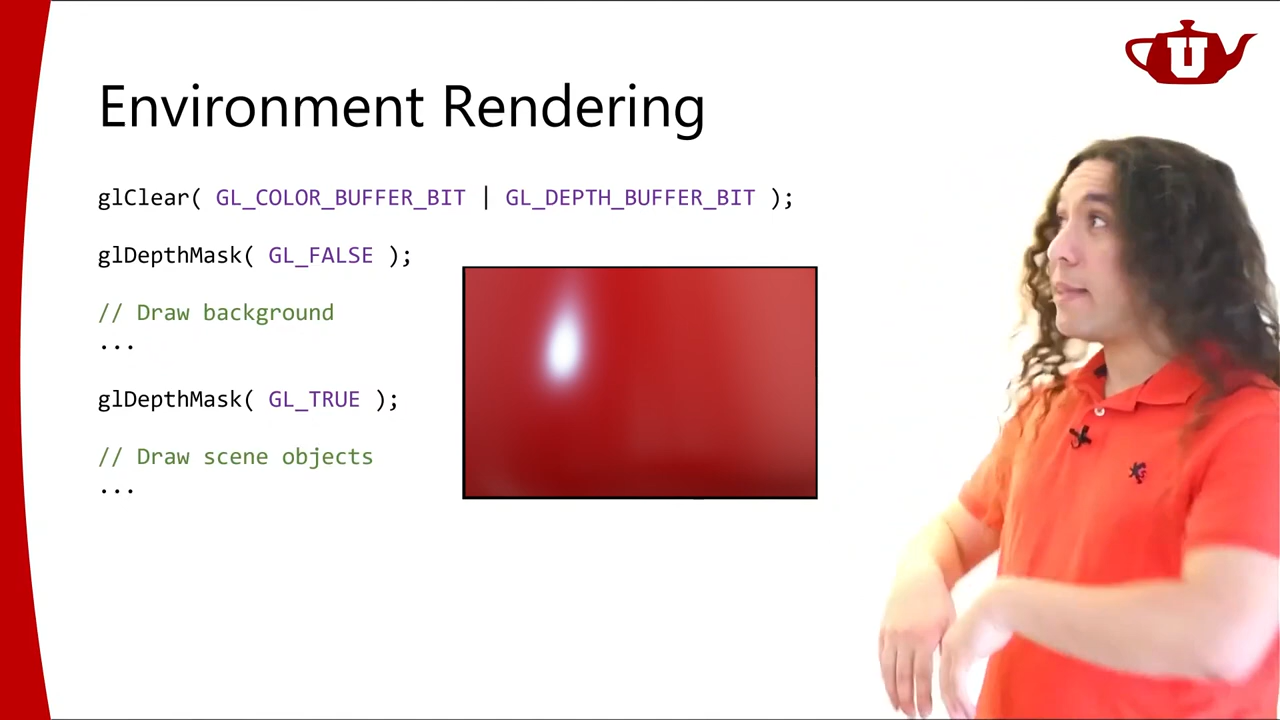 U
Environment Rendering
glClear( GL_COLOR_BUFFER_BIT | GL_DEPTH_BUFFER_BIT );
glDepthMask( GL_FALSE );
// Draw background
...
glDepthMask( GL_TRUE );
// Draw scene objects
...